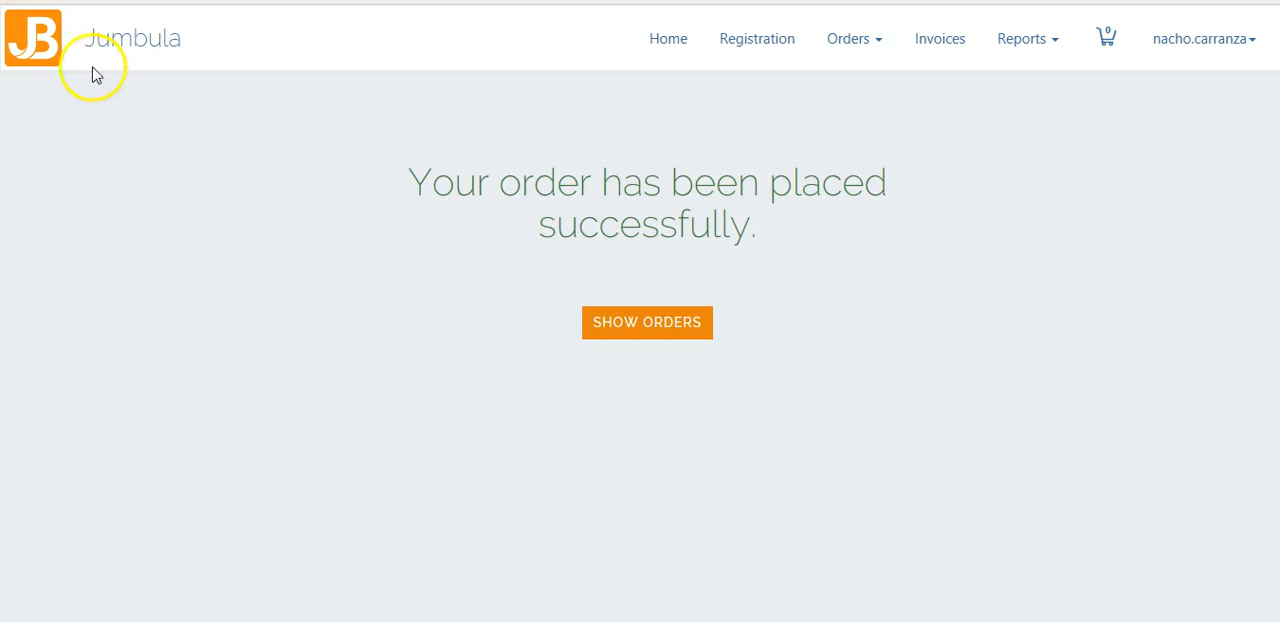 JB
Jumbula
Home
Registration
Orders
Invoices
Reports
0
nacho.carranza
Your order has been placed
successfully.
SHOW ORDERS